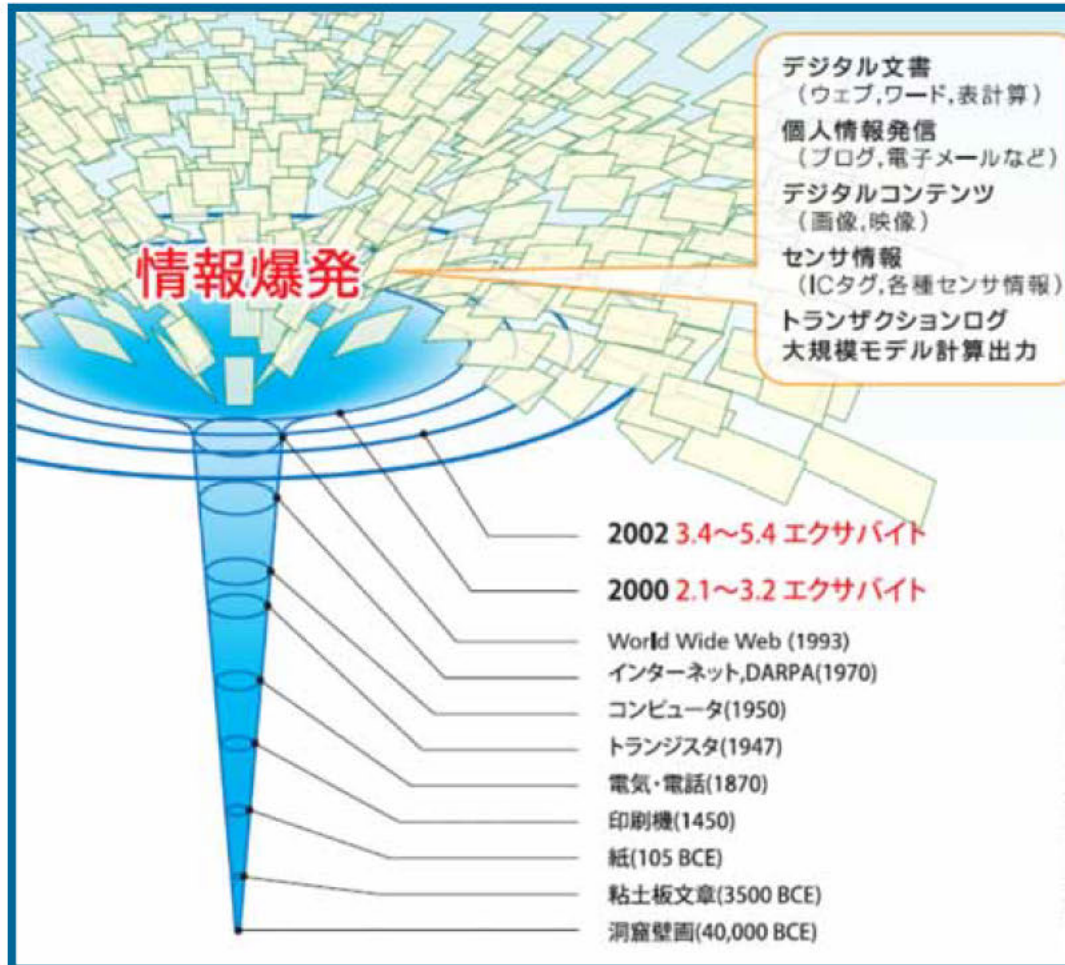 デジタル文書
(ウェブ,ワード,表計算)
個人情報発信
(ブログ,電子メールなど)
デジタルコンテンツ
(画像,映像)
センサ情報
(ICタグ,各種センサ情報)
トランザクションログ
大規模モデル計算出力
情報爆発
2002 3.4〜5.4 エクサバイト
2000 2.1〜3.2 エクサバイト
World Wide Web (1993)
インターネット,DARPA(1970)
コンピュータ(1950)
トランジスタ(1947)
電気・電話(1870)
印刷機(1450)
紙(105 BCE)
粘土板文章(3500 BCE)
洞窟壁画(40,000 BCE)